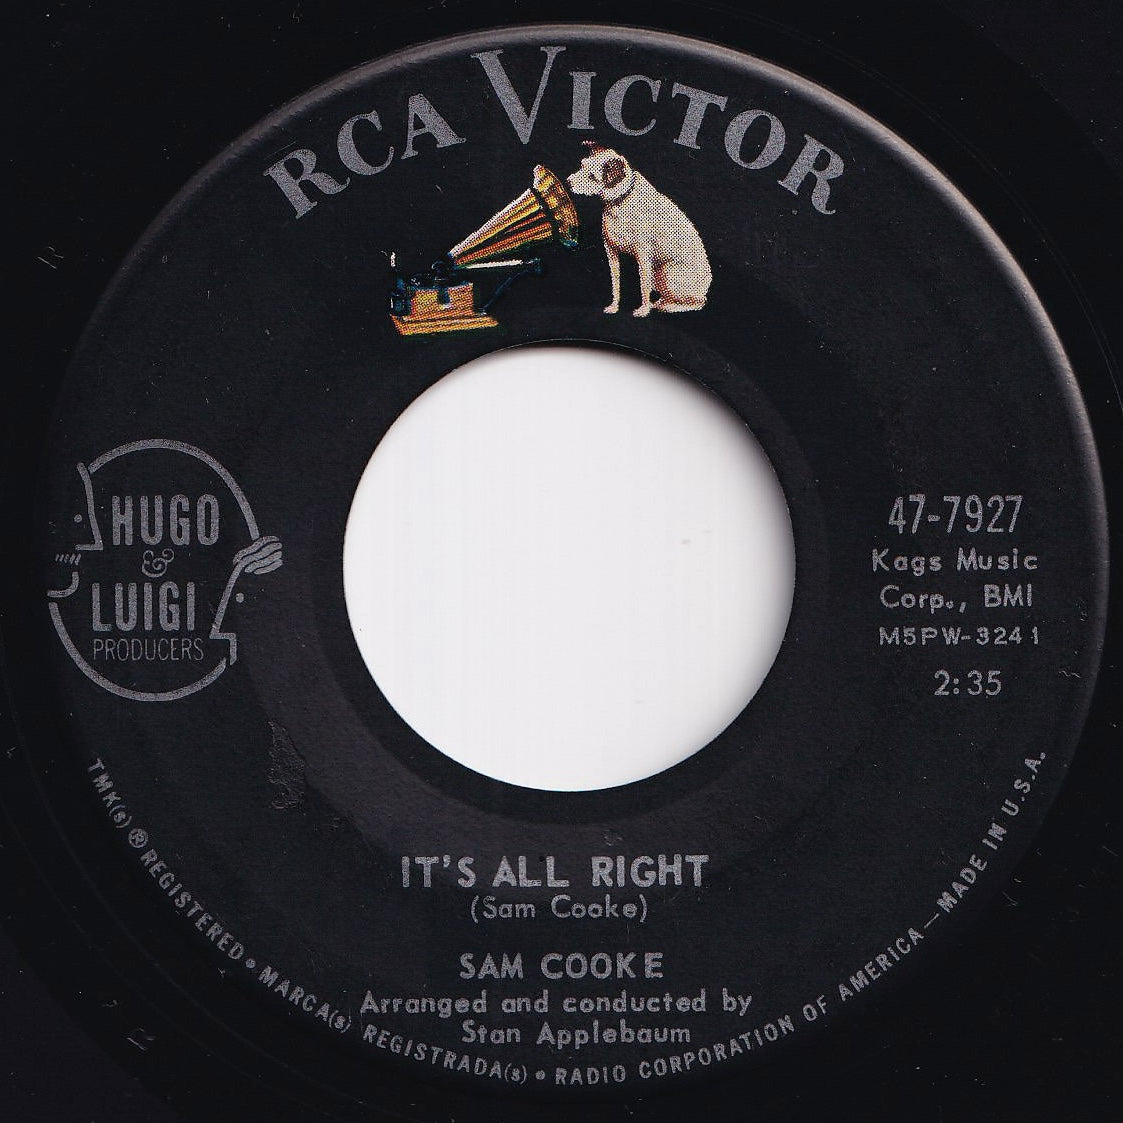 RCA VICTOR
HUGO
&
LUIGI
PRODUCERS
47-7927
Kags Music
Corp., BMI
M5PW-3241
2:35
IT'S ALL RIGHT
(Sam Cooke)
SAM COOKE
Arranged and conducted by
Stan Applebaum
TMK(s) ® REGISTERED • MARCA(s) REGISTRADA(s) • RADIO CORPORATION OF AMERICA—MADE IN U.S.A.